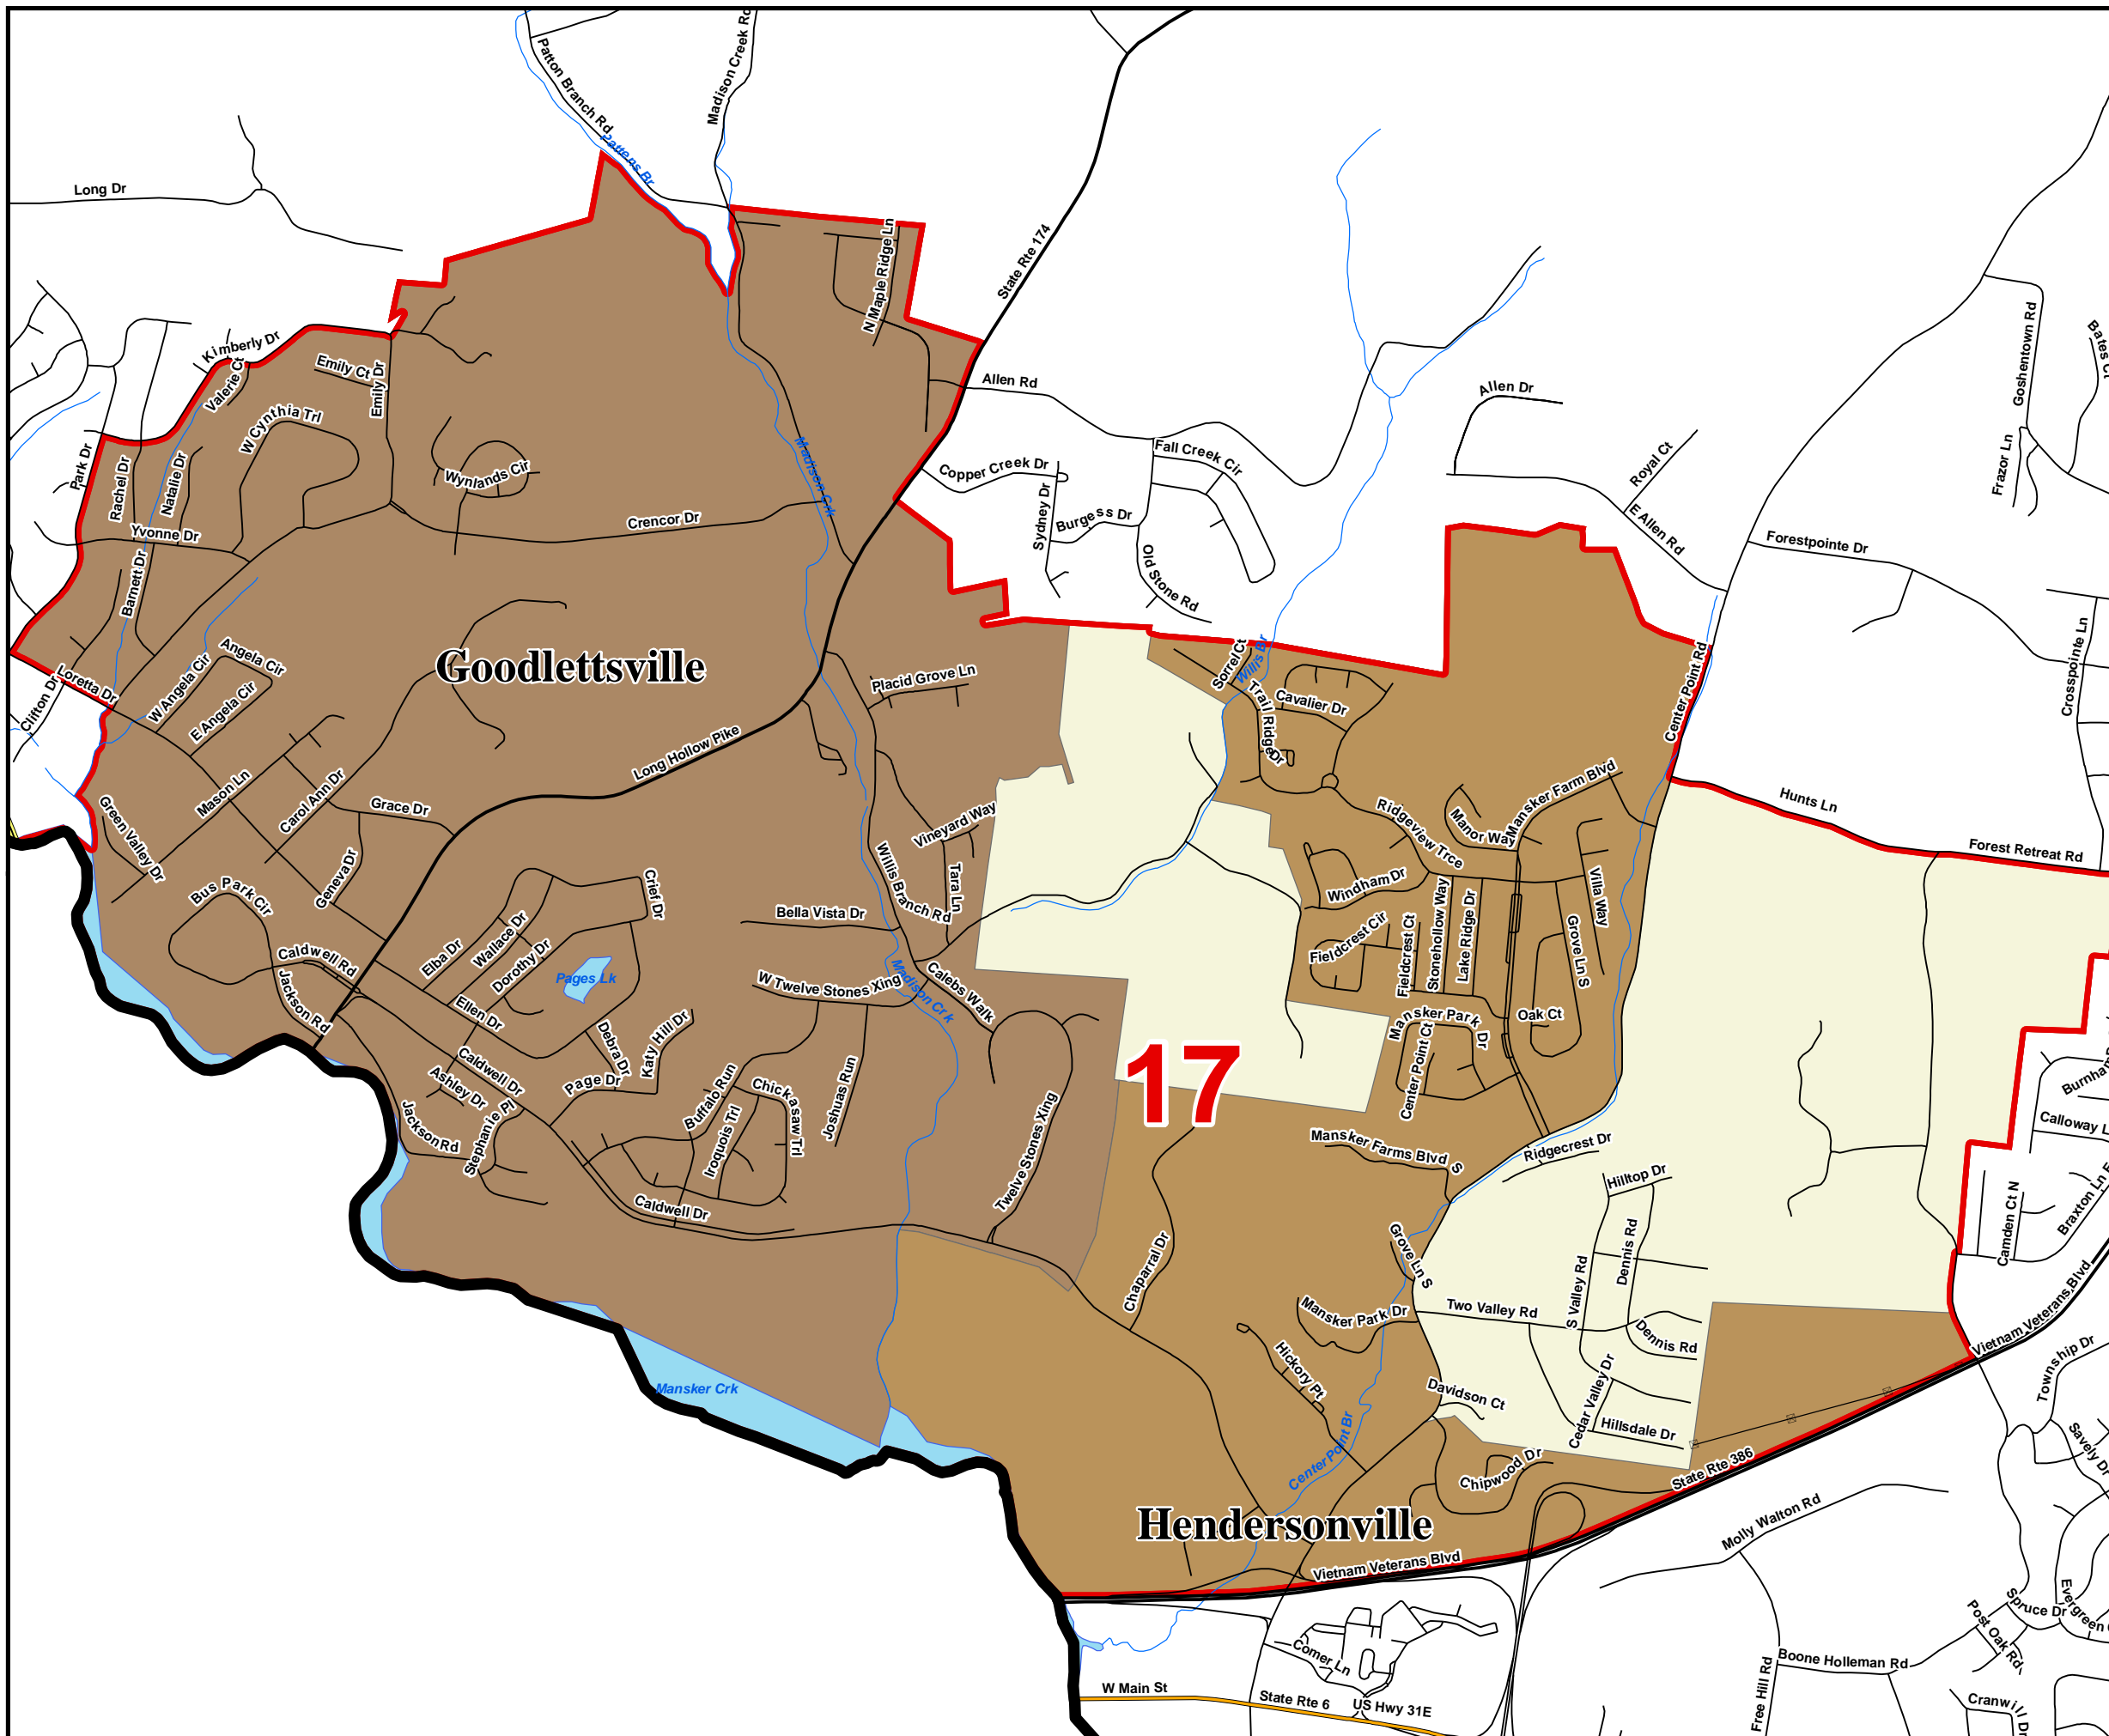 Patton Branch Rd
Madison Creek Rd
Pattens Br
Long Dr
State Rte 174
N Maple Ridge Ln
Goshentown Rd
Bates Ct
Kimberly Dr
Valerie Ct
Emily Ct
Emily Dr
Allen Rd
Allen Dr
W Cynthia Trl
Park Dr
Rachel Dr
Natalie Dr
Wynlands Cir
Madison Crk
Copper Creek Dr
Fall Creek Cir
Royal Ct
Frazor Ln
Sydney Dr
Burgess Dr
E Allen Rd
Crencor Dr
Yvonne Dr
Barnett Dr
Old Stone Rd
Forestpointe Dr
Crosspointe Ln
Goodlettsville
Angela Cir
W Angela Cir
E Angela Cir
Loretta Dr
Clifton Dr
Placid Grove Ln
Sorrel Ct
Willis Br
Trail Ridge Dr
Cavalier Dr
Center Point Rd
Long Hollow Pike
Mason Ln
Carol Ann Dr
Grace Dr
Green Valley Dr
Geneva Dr
Vineyard Way
Ridgeview Trce
Manor Way
Mansker Farm Blvd
Hunts Ln
Forest Retreat Rd
Bus Park Cir
Crief Dr
Willis Branch Rd
Tara Ln
Bella Vista Dr
Windham Dr
Villa Way
Stonehollow Way
Lake Ridge Dr
Fieldcrest Cir
Fieldcrest Ct
Grove Ln S
Caldwell Rd
Elba Dr
Wallace Dr
Dorothy Dr
Pages Lk
W Twelve Stones Xing
Madison Crk
Calebs Walk
Jackson Rd
Ellen Dr
Debra Dr
Katy Hill Dr
Mansker Park Dr
Oak Ct
Center Point Ct
17
Caldwell Dr
Ashley Dr
Page Dr
Buffalo Run
Chickasaw Trl
Joshuas Run
Iroquois Trl
Jackson Rd
Stephanie Pl
Twelve Stones Xing
Caldwell Dr
Mansker Farms Blvd S
Ridgecrest Dr
Hilltop Dr
Calloway L
Camden Ct N
Chaparral Dr
Grove Ln S
S Valley Rd
Dennis Rd
Mansker Park Dr
Two Valley Rd
Dennis Rd
Vietnam Veterans Blvd
Township Dr
Hickory Pt
Mansker Crk
Davidson Ct
Cedar Valley Dr
Hillsdale Dr
Center Point Br
Chipwood Dr
State Rte 386
Savely Dr
Hendersonville
Molly Walton Rd
Vietnam Veterans Blvd
Spruce Dr
Evergreen
Post Oak Rd
Comer Ln
Boone Holleman Rd
Free Hill Rd
W Main St
State Rte 6
US Hwy 31E